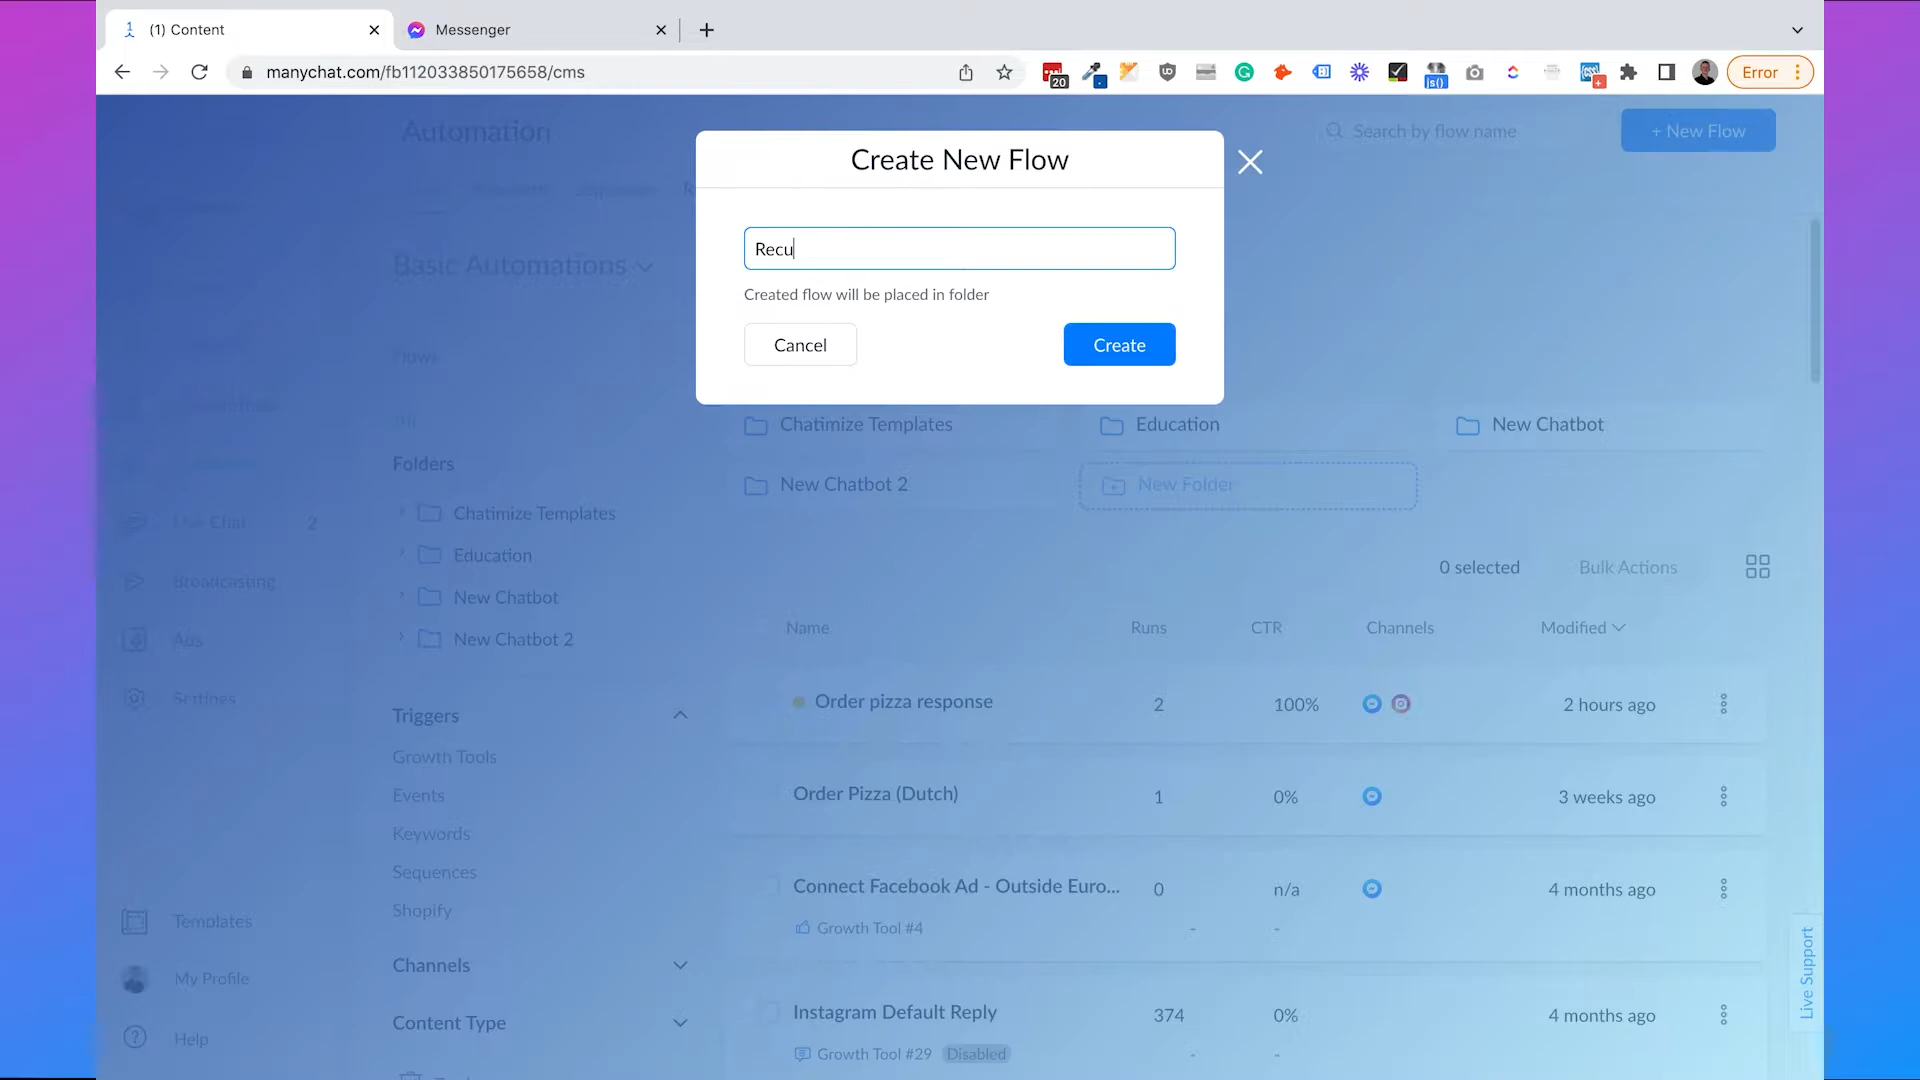 (1) Content
Messenger
manychat.com/fb112033850175658/cms
20
js()
Error
Automation
Search by flow name
+ New Flow
Create New Flow
Recu
Created flow will be placed in folder
Cancel
Create
Basic Automations
Flows
All
Folders
Chatimize Templates
Education
New Chatbot
New Chatbot 2
Chatimize Templates
Education
New Chatbot
New Chatbot 2
New Folder
Live Chat 2
Broadcasting
Ads
Settings
0 selected
Bulk Actions
Name Runs CTR Channels Modified
Triggers
Growth Tools
Events
Keywords
Sequences
Shopify
Order pizza response 2 100% 2 hours ago
Order Pizza (Dutch) 1 0% 3 weeks ago
Connect Facebook Ad - Outside Euro... 0 n/a 4 months ago
Growth Tool #4 - -
Instagram Default Reply 374 0% 4 months ago
Growth Tool #29 Disabled - -
Templates
My Profile
Help
Channels
Content Type
Live Support